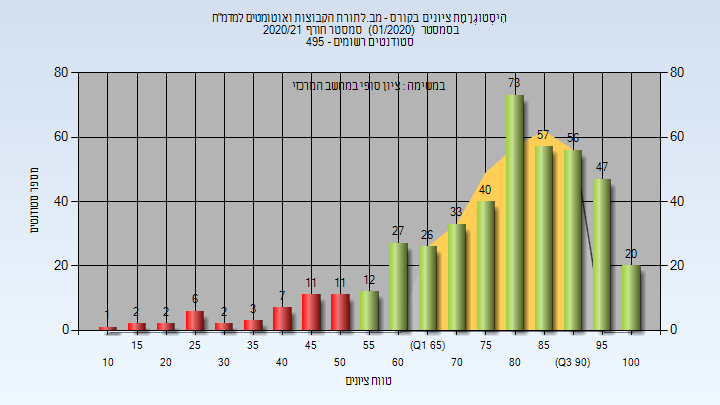 היסטוגרמת ציונים בקורס - מב.לתורת הקבוצות ואוטומטים למדמ"ח
בסמסטר (01/2020) סמסטר חורף 2020/21
סטודנטים רשומים - 495
במשימה : ציון סופי במחשב המרכזי
80 80
60 60
40 40
20 20
0 0
מספר סטודנטים
1 2 2 6 2 3 7 11 11 12 27 26 33 40 73 57 56 47 20
15 25 35 45 55 (Q1 65) 75 85 95
10 20 30 40 50 60 70 80 (Q3 90) 100
טווח ציונים